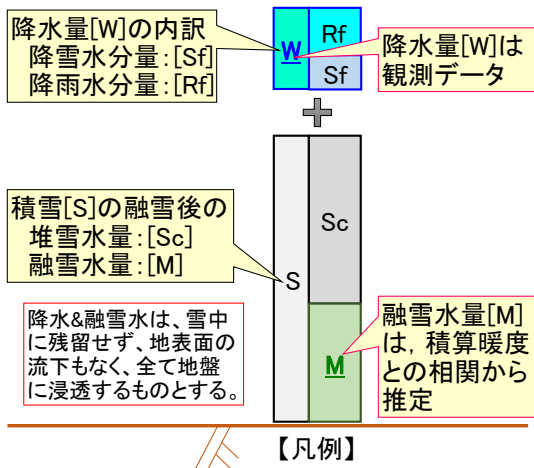 降水量[W]の内訳
降雪水分量:[Sf]
降雨水分量:[Rf]
W
Rf
Sf
降水量[W]は
観測データ
+
積雪[S]の融雪後の
堆雪水量:[Sc]
融雪水量:[M]
S
Sc
M
降水&融雪水は、雪中
に残留せず、地表面の
流下もなく、全て地盤
に浸透するものとする。
融雪水量[M]
は，積算暖度
との相関から
推定
【凡例】